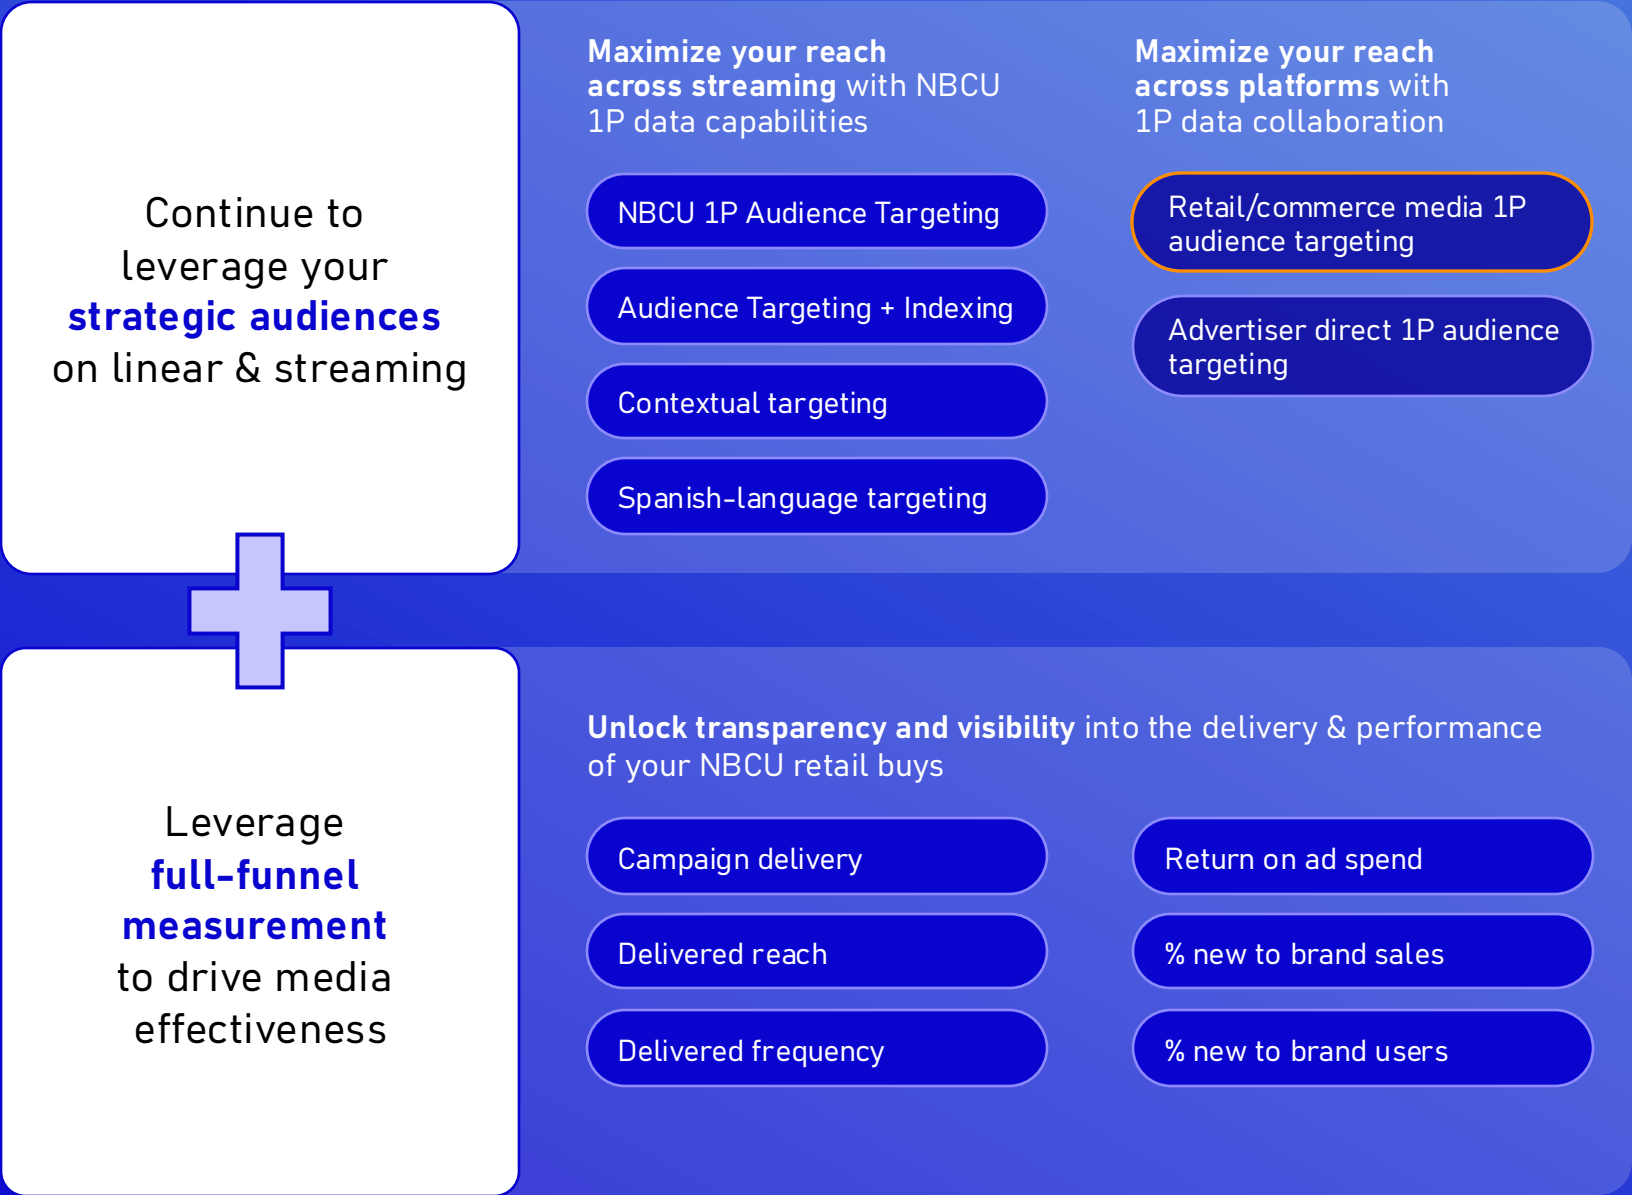 Continue to
leverage your
strategic audiences
on linear & streaming
Maximize your reach
across streaming with NBCU
1P data capabilities
NBCU 1P Audience Targeting
Audience Targeting + Indexing
Contextual targeting
Spanish-language targeting
Maximize your reach
across platforms with
1P data collaboration
Retail/commerce media 1P
audience targeting
Advertiser direct 1P audience
targeting
Leverage
full-funnel
measurement
to drive media
effectiveness
Unlock transparency and visibility into the delivery & performance
of your NBCU retail buys
Campaign delivery
Delivered reach
Delivered frequency
Return on ad spend
% new to brand sales
% new to brand users